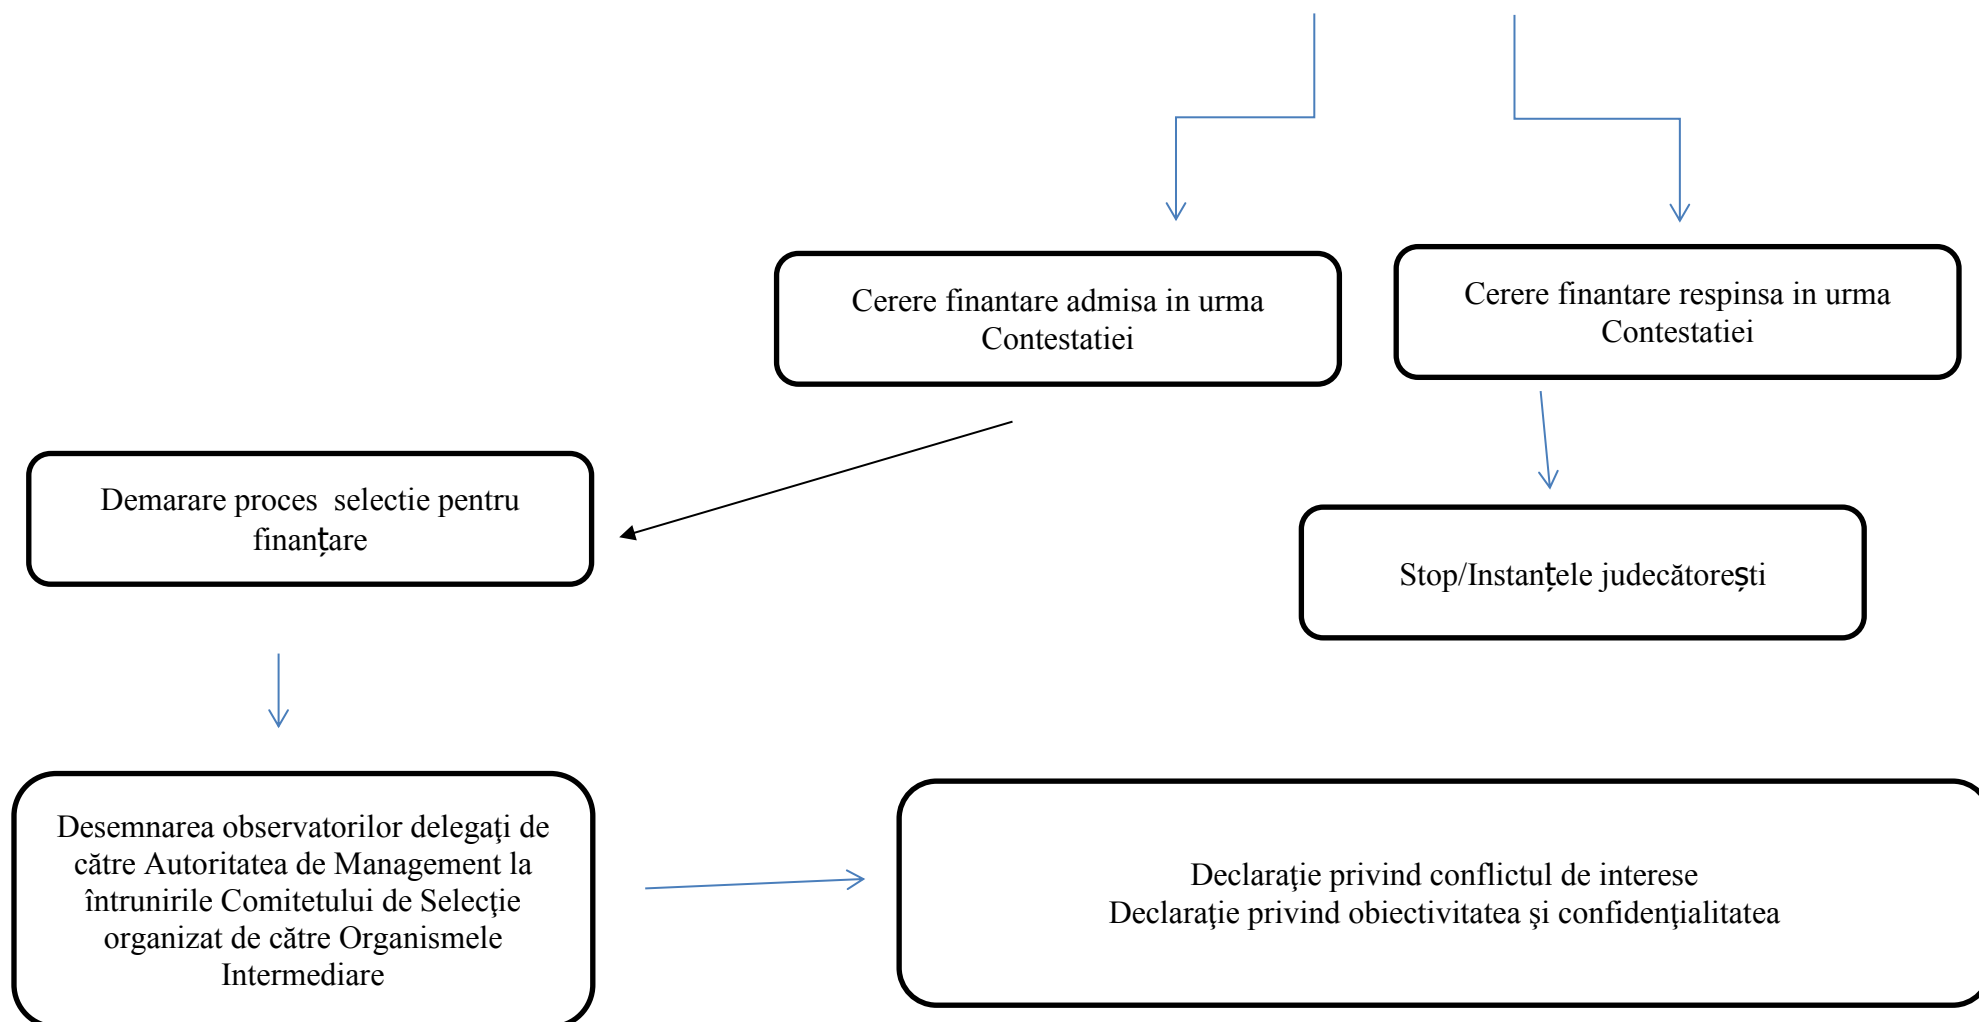 Cerere finantare admisa in urma
Contestatiei
Cerere finantare respinsa in urma
Contestatiei
Demarare proces  selectie pentru
finanțare
Stop/Instanțele judecătorești
Desemnarea observatorilor delegaţi de
către Autoritatea de Management la
întrunirile Comitetului de Selecţie
organizat de către Organismele
Intermediare
Declaraţie privind conflictul de interese
Declaraţie privind obiectivitatea şi confidenţialitatea